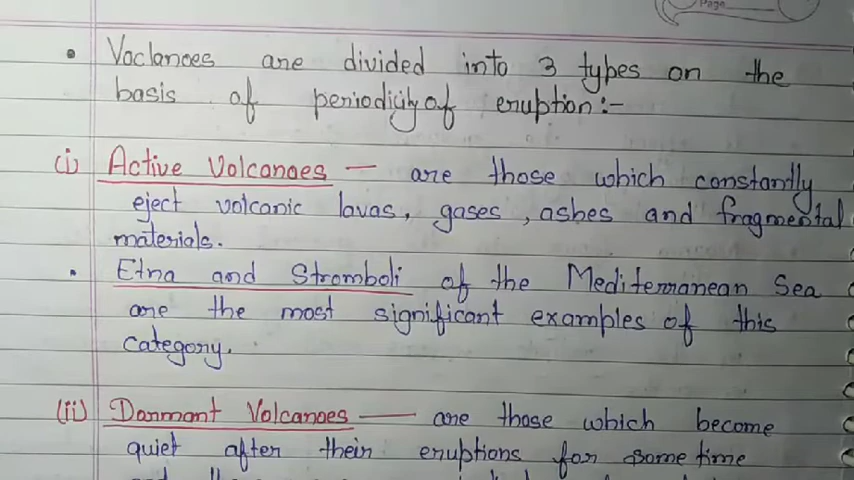 Page
• Voclanoes are divided into 3 types on the
basis of periodicity of eruption:-
(i) Active Volcanoes — are those which constantly
eject volcanic lavas, gases, ashes and fragmental
materials.
• Etna and Stromboli of the Mediterranean Sea
are the most significant examples of this
category.
(ii) Dormant Volcanoes — are those which become
quiet after their eruptions for some time